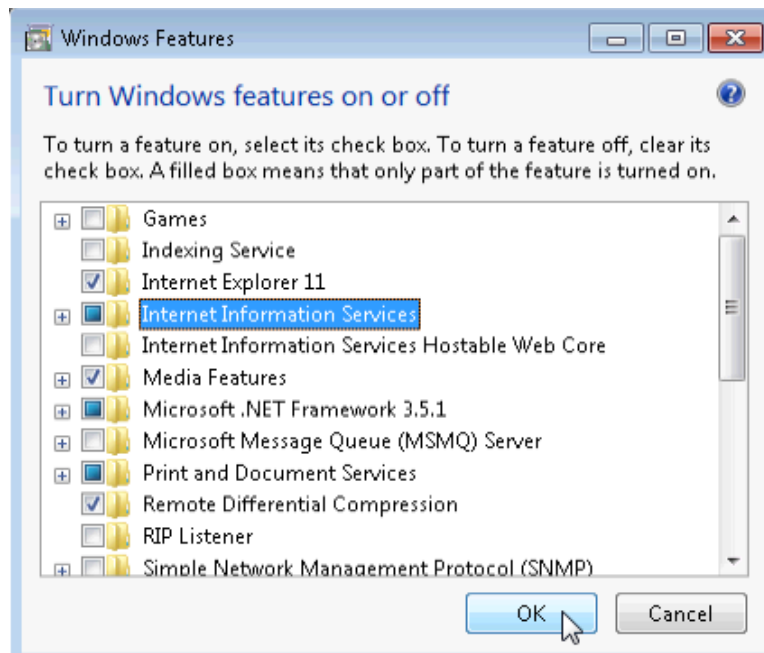 Windows Features
Turn Windows features on or off
To turn a feature on, select its check box. To turn a feature off, clear its
check box. A filled box means that only part of the feature is turned on.
Games
Indexing Service
Internet Explorer 11
Internet Information Services
Internet Information Services Hostable Web Core
Media Features
Microsoft .NET Framework 3.5.1
Microsoft Message Queue (MSMQ) Server
Print and Document Services
Remote Differential Compression
RIP Listener
Simple Network Management Protocol (SNMP)
OK Cancel